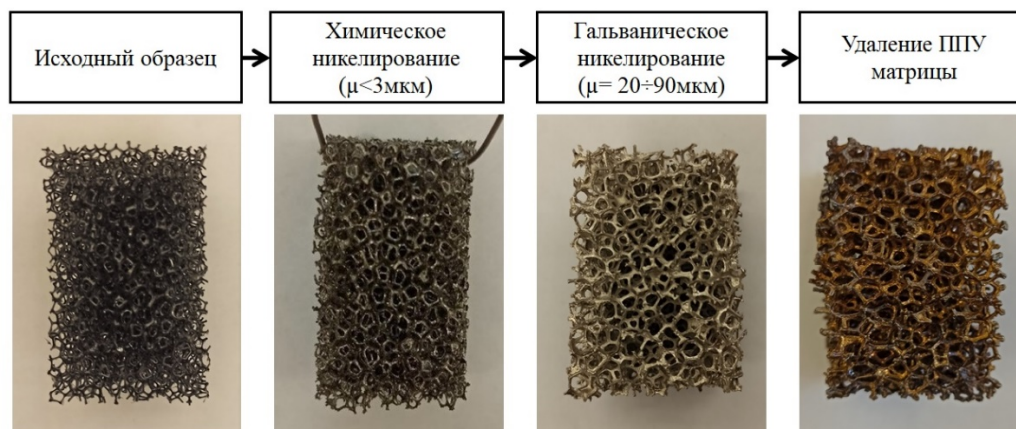 Исходный образец
Химическое
никелирование
(μ<3мкм)
Гальваническое
никелирование
(μ= 20÷90мкм)
Удаление ППУ
матрицы